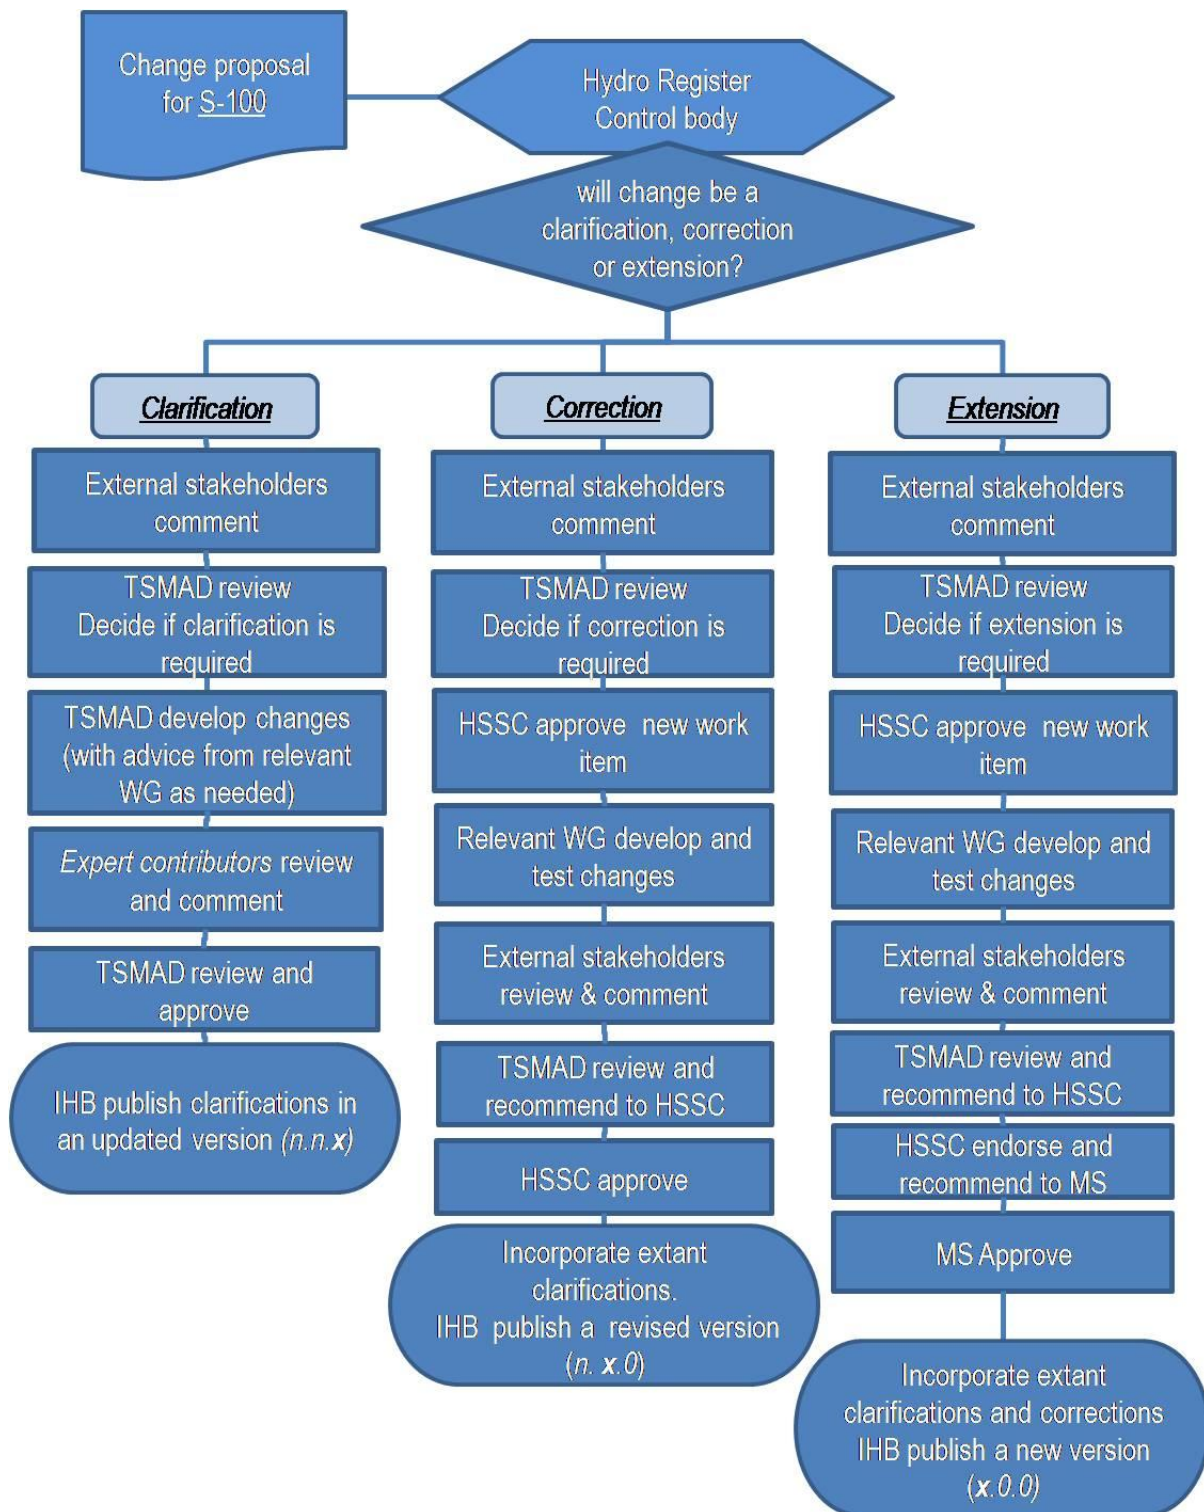 Change proposal
for S-100
Hydro Register
Control body
will change be a
clarification, correction
or extension?
Clarification
External stakeholders
comment
TSMAD review
Decide if clarification is
required
TSMAD develop changes
(with advice from relevant
WG as needed)
Expert contributors review
and comment
TSMAD review and
approve
IHB publish clarifications in
an updated version (n.n.x)
Correction
External stakeholders
comment
TSMAD review
Decide if correction is
required
HSSC approve new work
item
Relevant WG develop and
test changes
External stakeholders
review & comment
TSMAD review and
recommend to HSSC
HSSC approve
Incorporate extant
clarifications.
IHB publish a revised version
(n. x.0)
Extension
External stakeholders
comment
TSMAD review
Decide if extension is
required
HSSC approve new work
item
Relevant WG develop and
test changes
External stakeholders
review & comment
TSMAD review and
recommend to HSSC
HSSC endorse and
recommend to MS
MS Approve
Incorporate extant
clarifications and corrections
IHB publish a new version
(x.0.0)